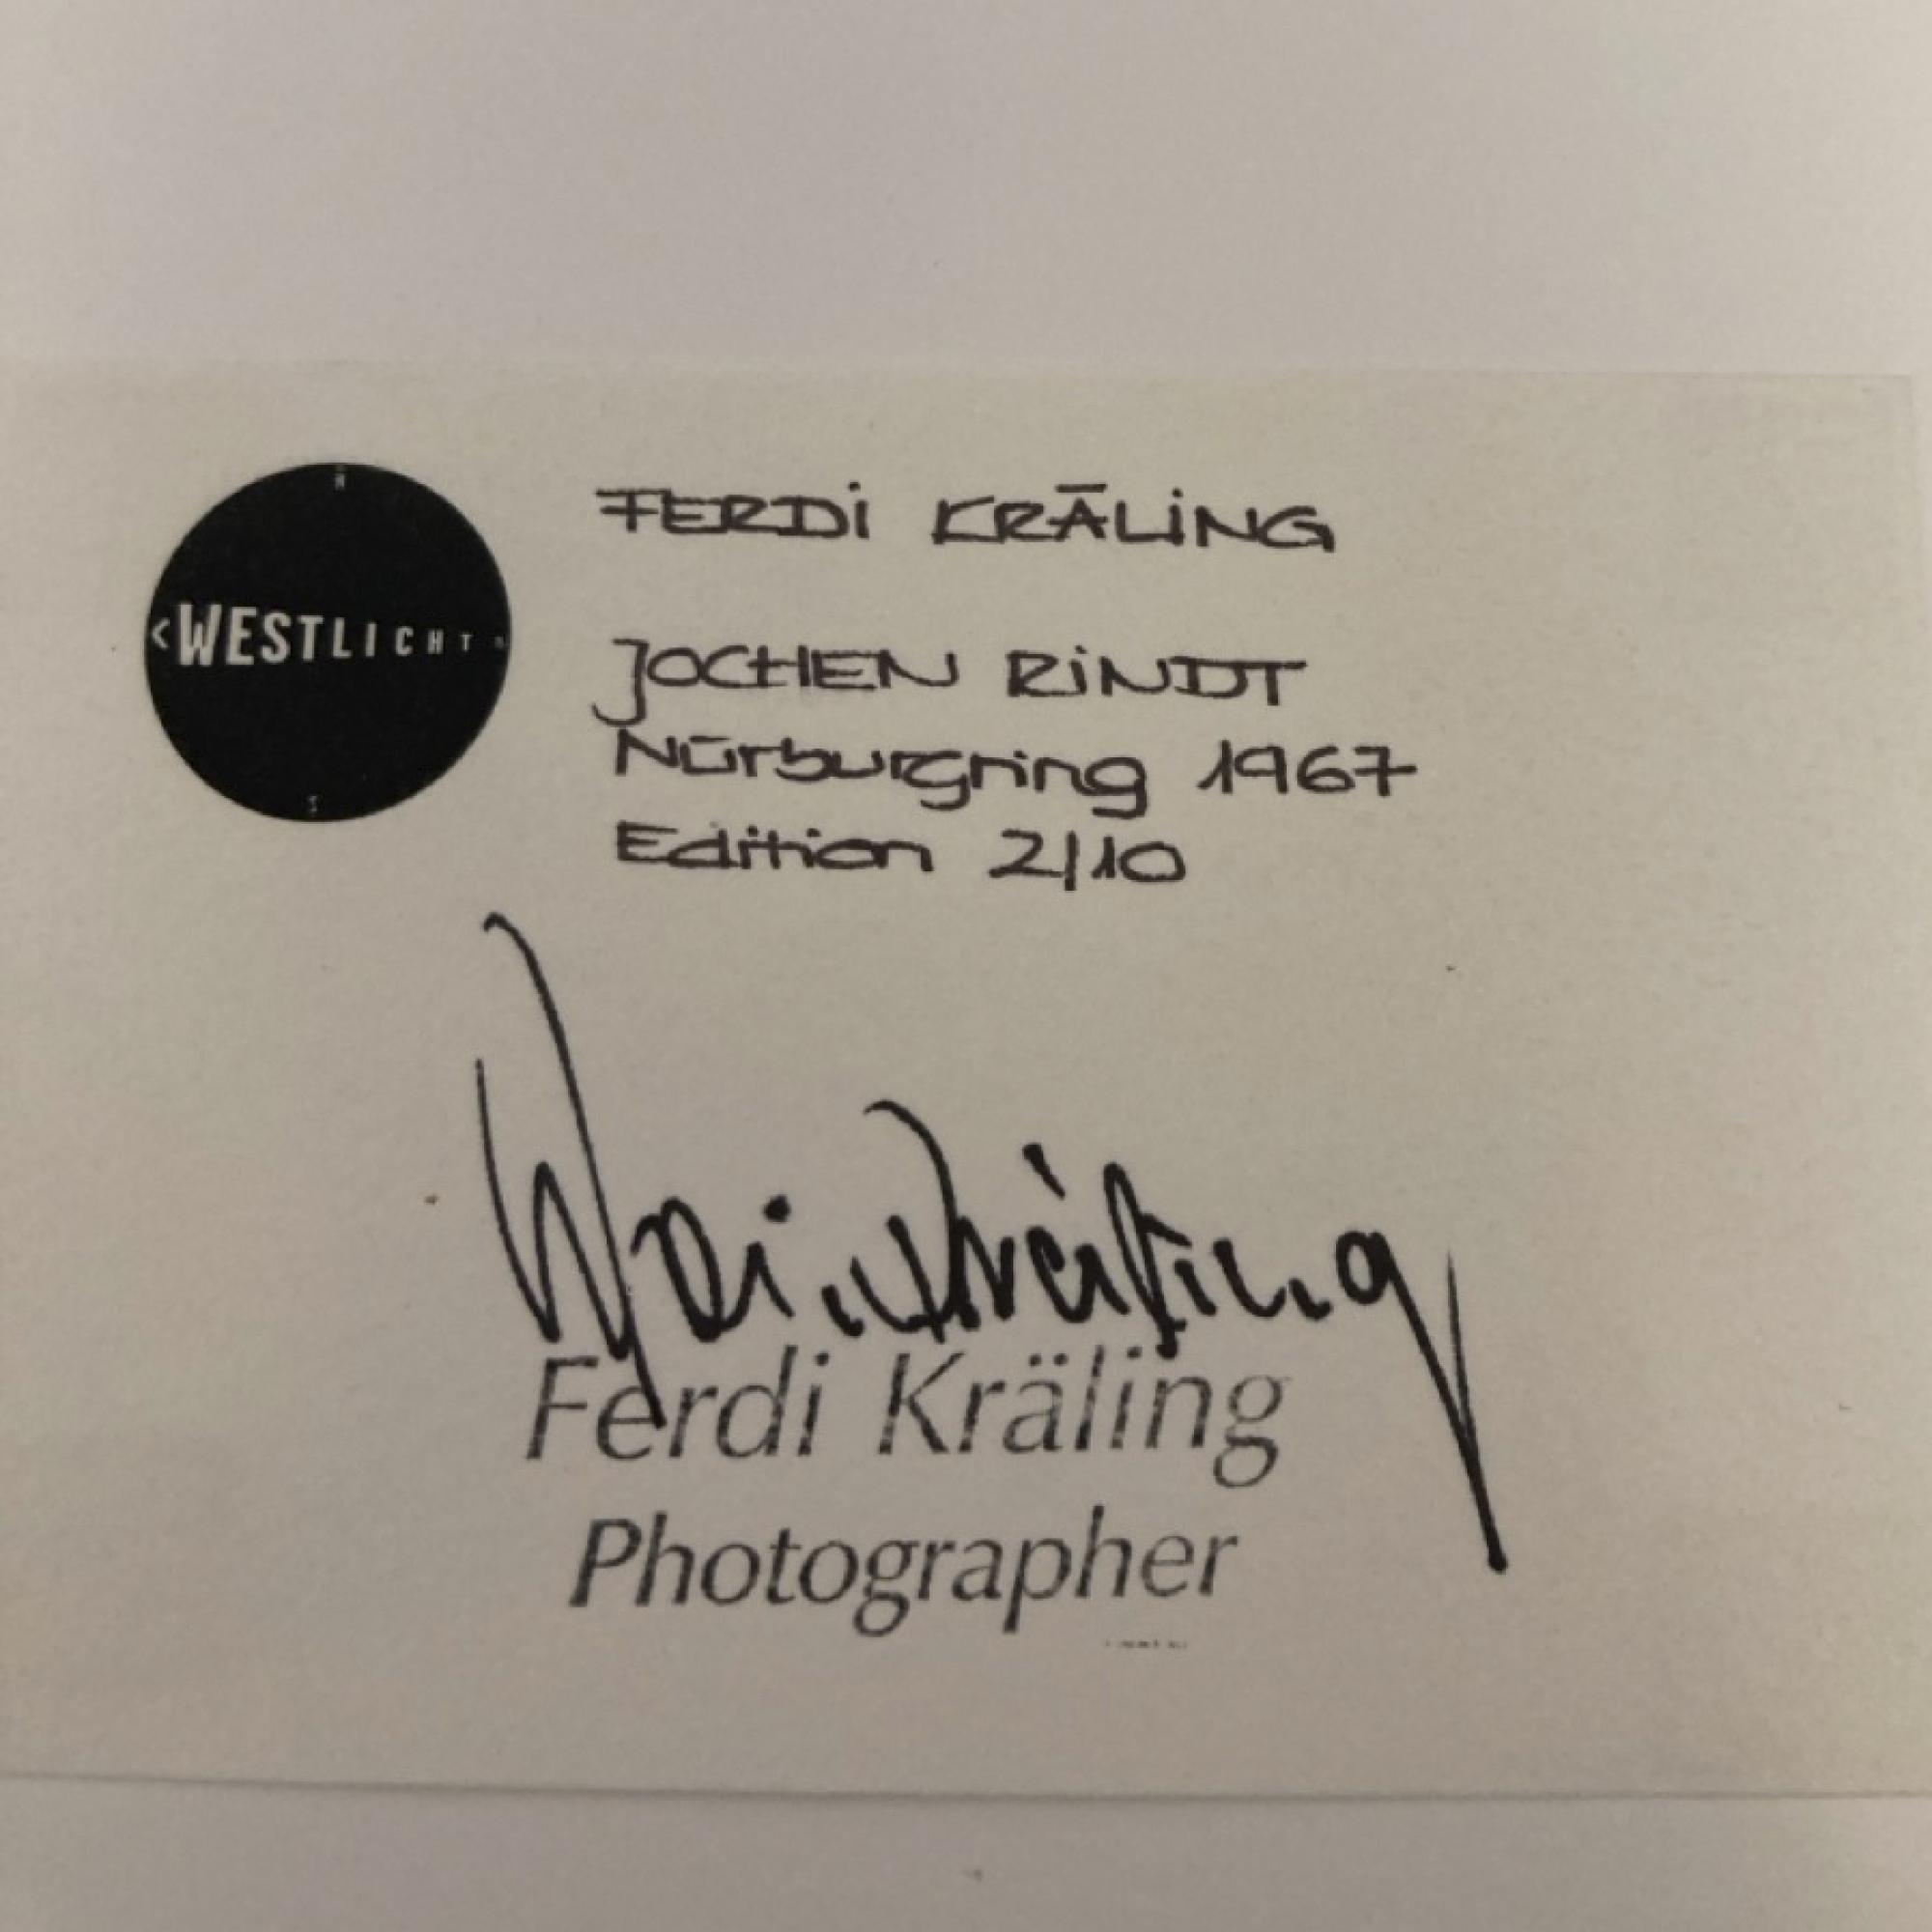 <WESTLICHT
N
S
FERDi KRÄLiNG
JOCHEN RiNDT
Nürburgring 1967
Edition 2/10
Ferdi Kräling
Photographer